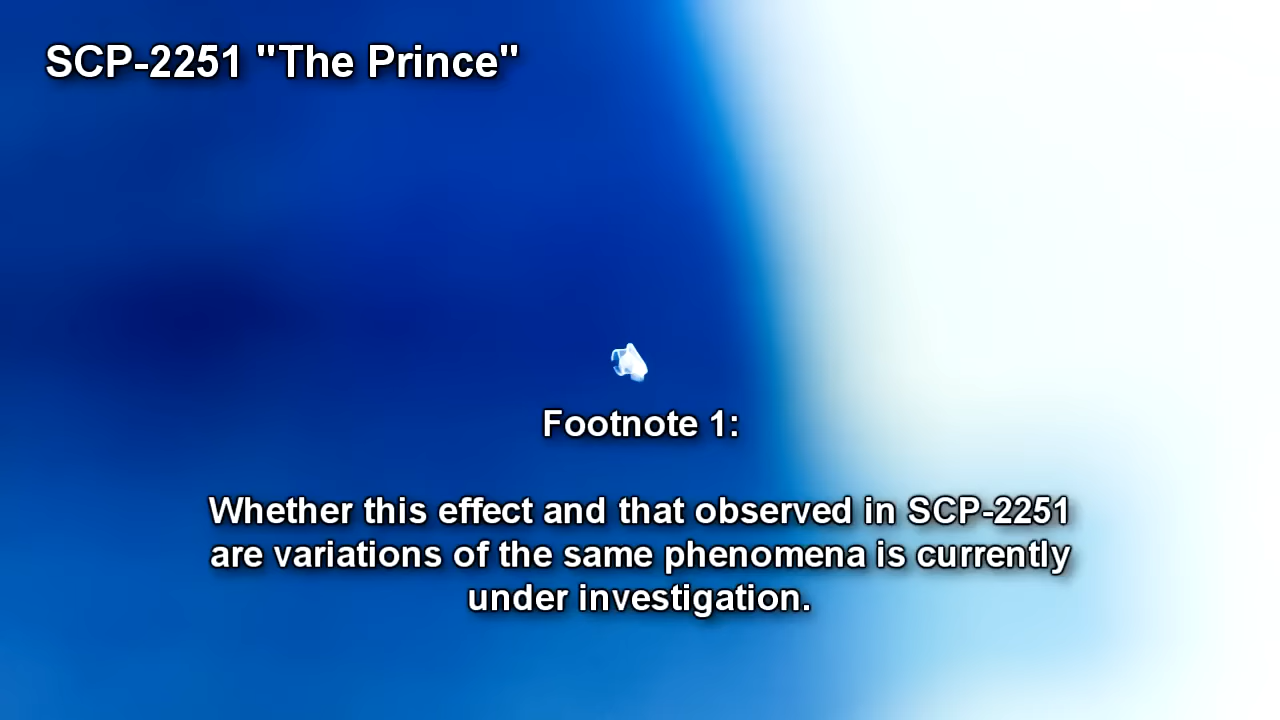 SCP-2251 "The Prince"
Footnote 1:
Whether this effect and that observed in SCP-2251
are variations of the same phenomena is currently
under investigation.